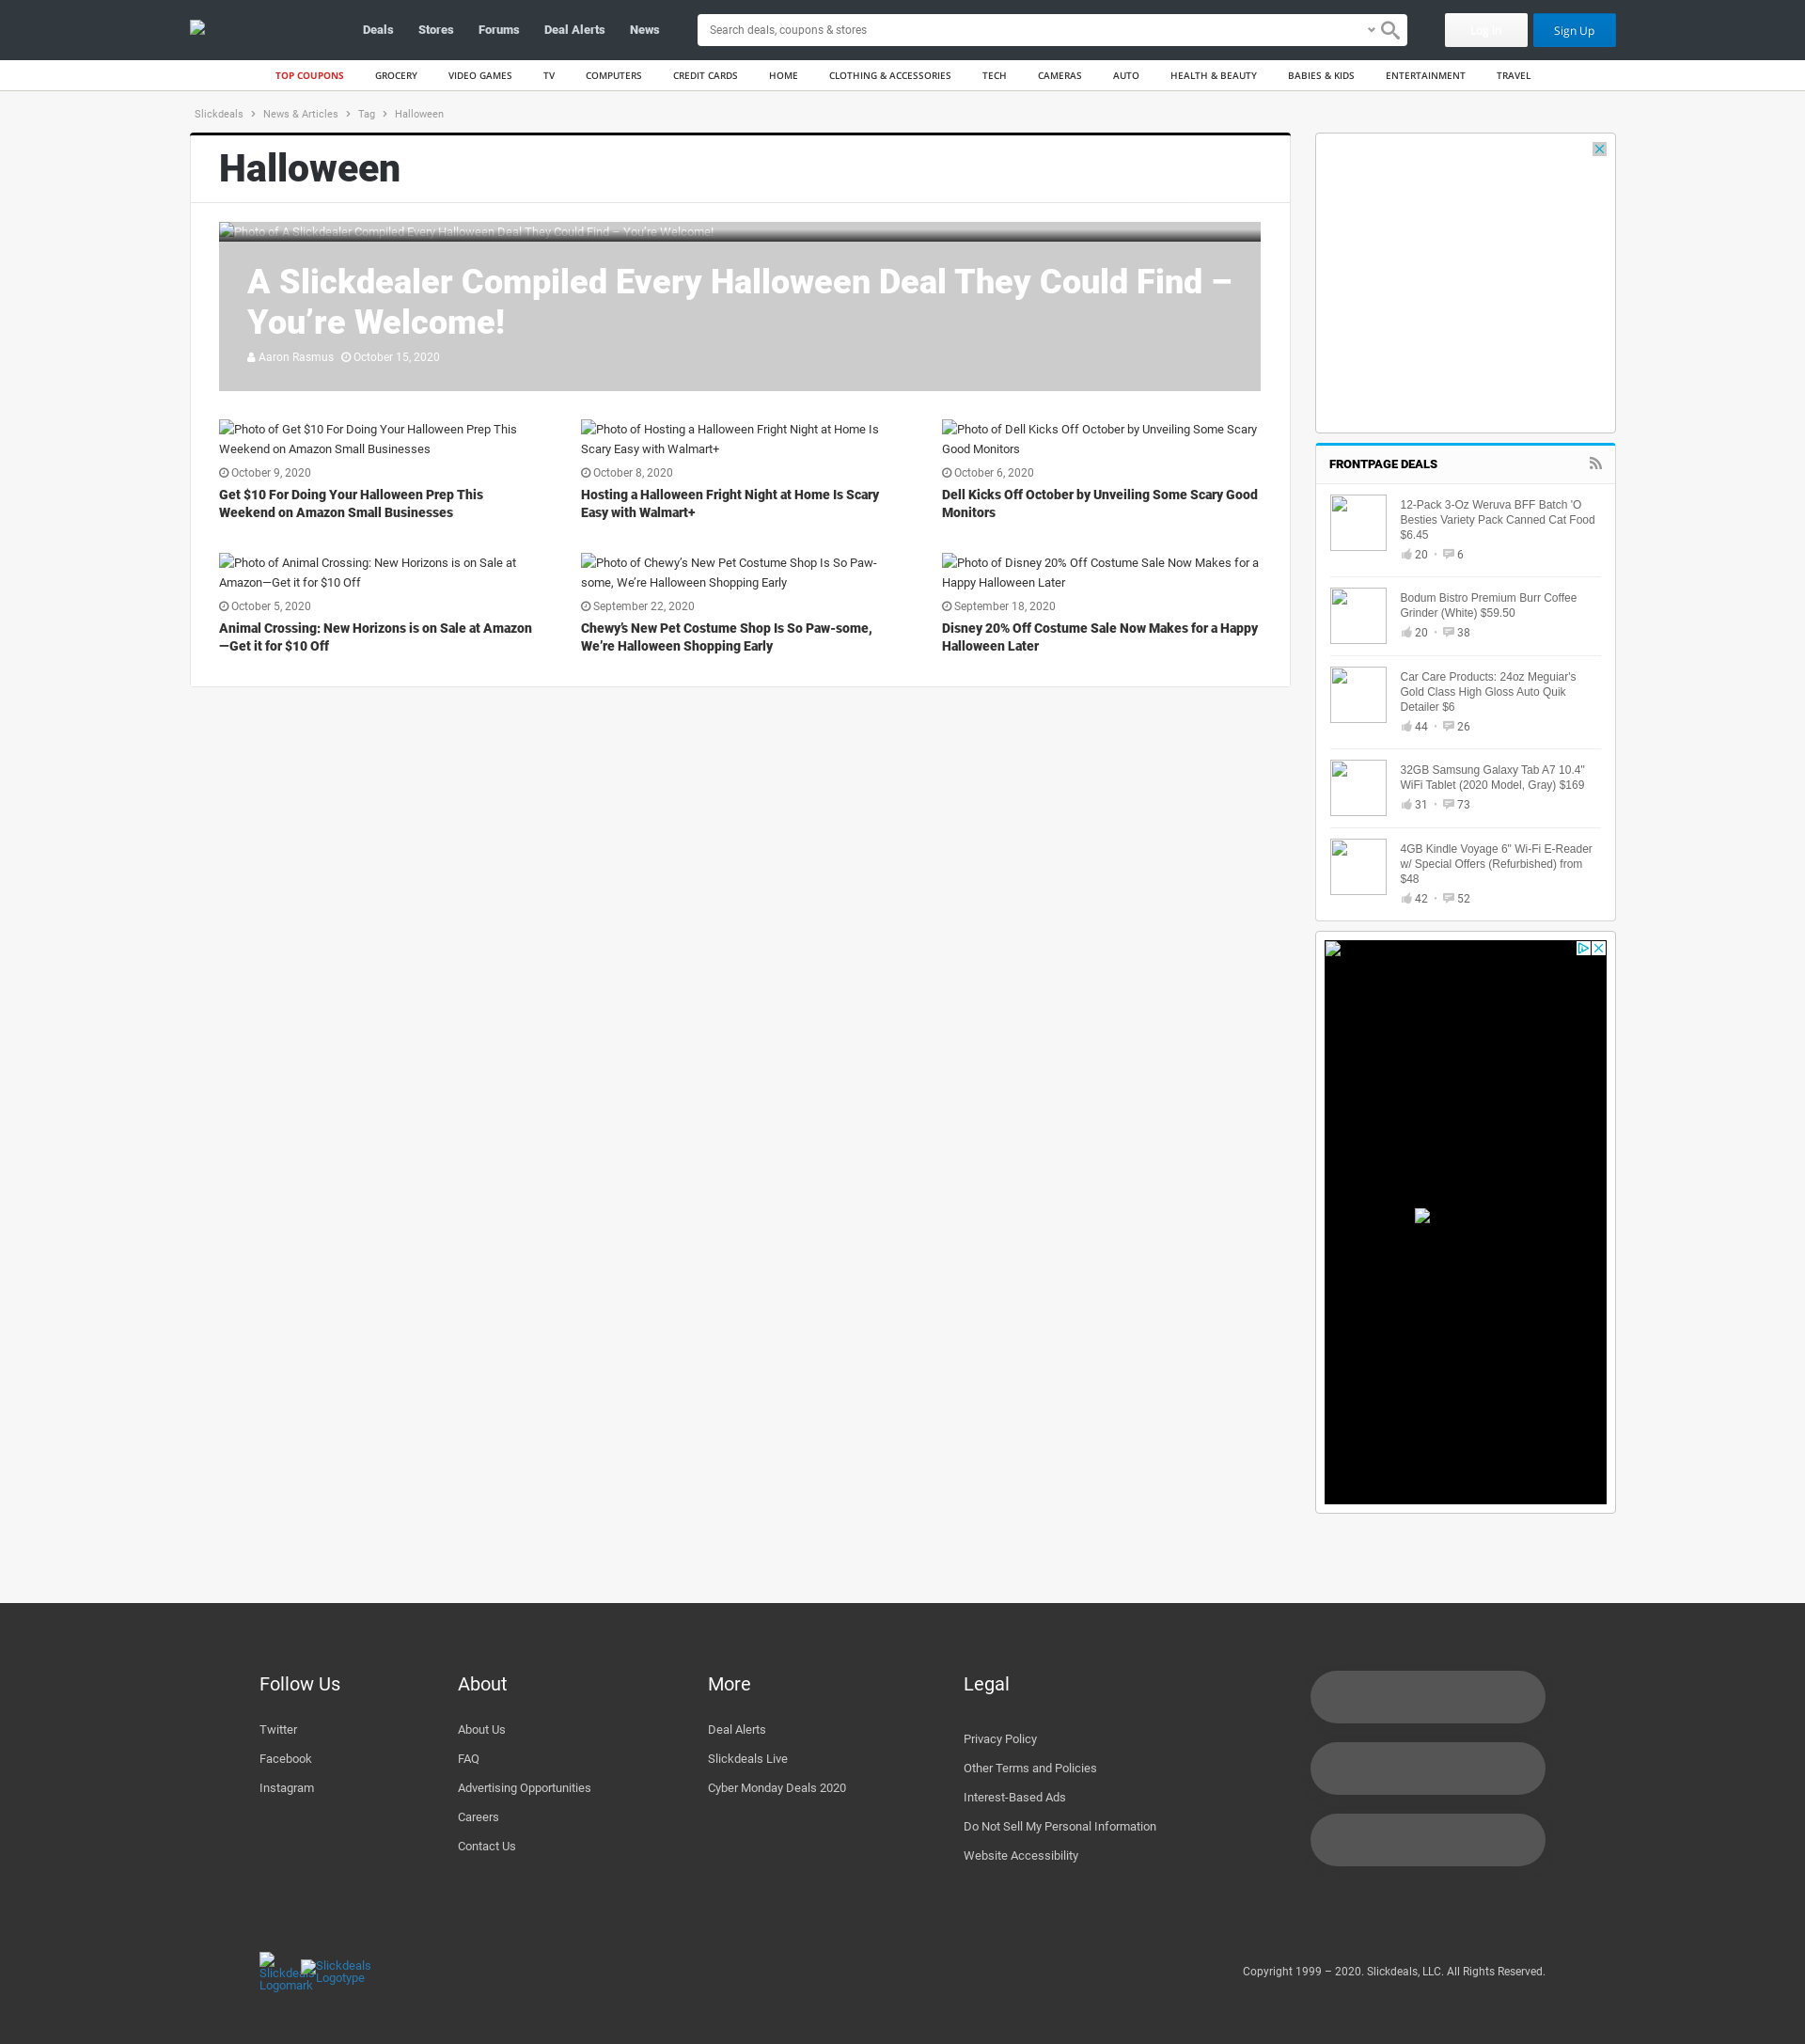 Deals Stores Forums Deal Alerts News
Search deals, coupons & stores
Log In
Sign Up
TOP COUPONS GROCERY VIDEO GAMES TV COMPUTERS CREDIT CARDS HOME CLOTHING & ACCESSORIES TECH CAMERAS AUTO HEALTH & BEAUTY BABIES & KIDS ENTERTAINMENT TRAVEL
Slickdeals > News & Articles > Tag > Halloween
Halloween
Photo of A Slickdealer Compiled Every Halloween Deal They Could Find – You're Welcome!
A Slickdealer Compiled Every Halloween Deal They Could Find –
You're Welcome!
Aaron Rasmus October 15, 2020
Photo of Get $10 For Doing Your Halloween Prep This
Weekend on Amazon Small Businesses
October 9, 2020
Get $10 For Doing Your Halloween Prep This
Weekend on Amazon Small Businesses
Photo of Hosting a Halloween Fright Night at Home Is
Scary Easy with Walmart+
October 8, 2020
Hosting a Halloween Fright Night at Home Is Scary
Easy with Walmart+
Photo of Dell Kicks Off October by Unveiling Some Scary
Good Monitors
October 6, 2020
Dell Kicks Off October by Unveiling Some Scary Good
Monitors
Photo of Animal Crossing: New Horizons is on Sale at
Amazon—Get it for $10 Off
October 5, 2020
Animal Crossing: New Horizons is on Sale at Amazon
—Get it for $10 Off
Photo of Chewy's New Pet Costume Shop Is So Paw-
some, We're Halloween Shopping Early
September 22, 2020
Chewy's New Pet Costume Shop Is So Paw-some,
We're Halloween Shopping Early
Photo of Disney 20% Off Costume Sale Now Makes for a
Happy Halloween Later
September 18, 2020
Disney 20% Off Costume Sale Now Makes for a Happy
Halloween Later
FRONTPAGE DEALS
12-Pack 3-Oz Weruva BFF Batch 'O
Besties Variety Pack Canned Cat Food
$6.45
20 • 6
Bodum Bistro Premium Burr Coffee
Grinder (White) $59.50
20 • 38
Car Care Products: 24oz Meguiar's
Gold Class High Gloss Auto Quik
Detailer $6
44 • 26
32GB Samsung Galaxy Tab A7 10.4"
WiFi Tablet (2020 Model, Gray) $169
31 • 73
4GB Kindle Voyage 6" Wi-Fi E-Reader
w/ Special Offers (Refurbished) from
$48
42 • 52
Follow Us
Twitter
Facebook
Instagram
About
About Us
FAQ
Advertising Opportunities
Careers
Contact Us
More
Deal Alerts
Slickdeals Live
Cyber Monday Deals 2020
Legal
Privacy Policy
Other Terms and Policies
Interest-Based Ads
Do Not Sell My Personal Information
Website Accessibility
Slickdeals
Logomark
Slickdeals
Logotype
Copyright 1999 – 2020. Slickdeals, LLC. All Rights Reserved.